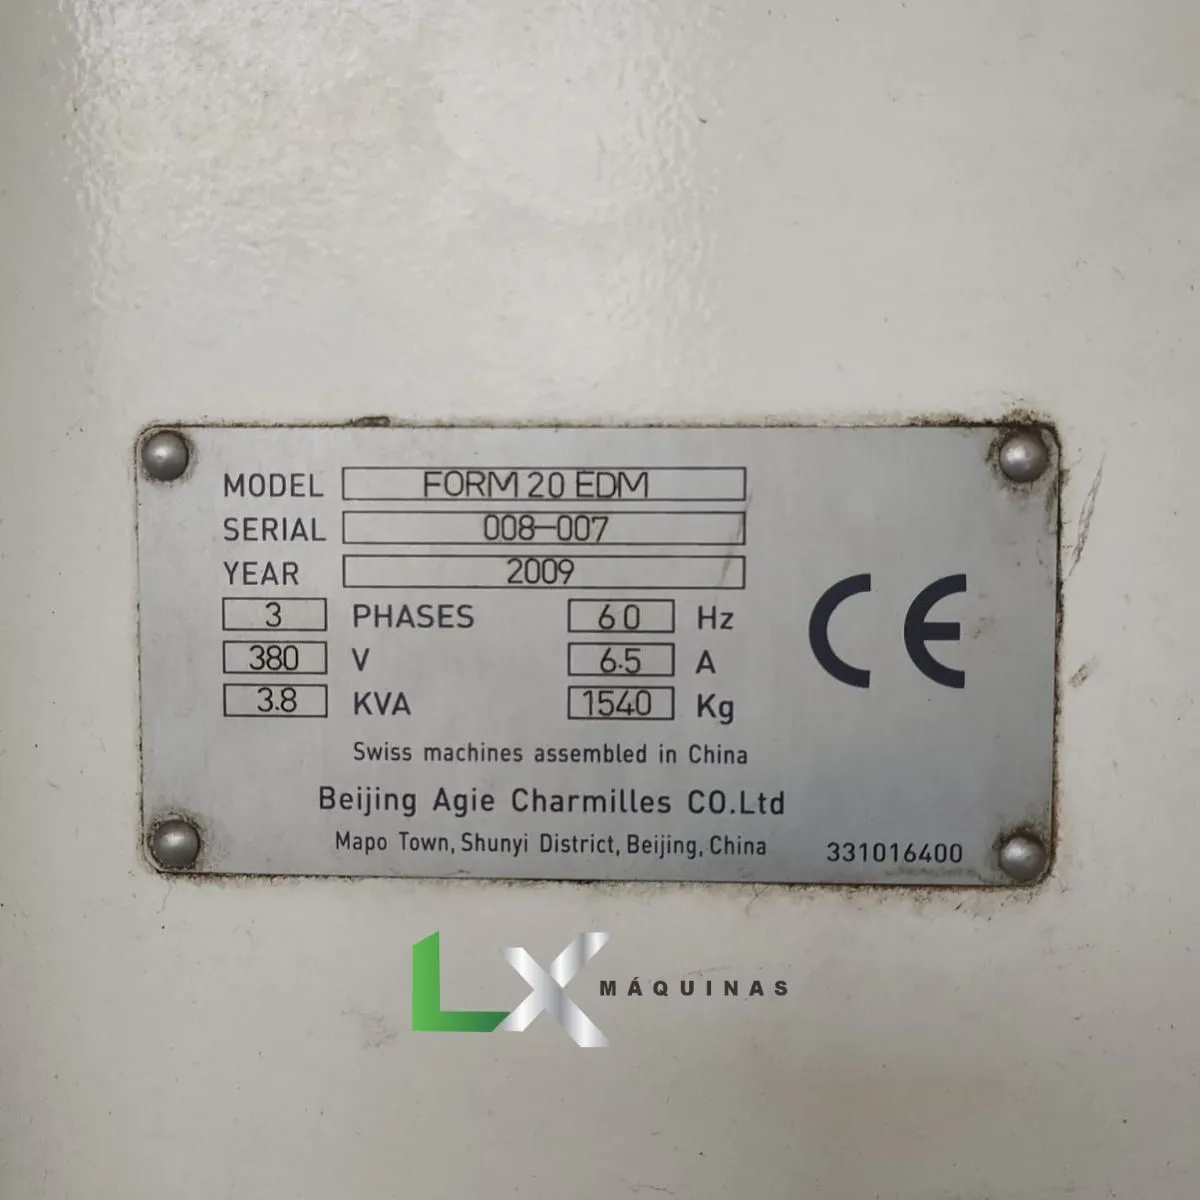 MODEL FORM 20 EDM
SERIAL 008-007
YEAR 2009
3 PHASES 60 Hz
380 V 6.5 A
3.8 KVA 1540 Kg
CE
Swiss machines assembled in China
Beijing Agie Charmilles CO.Ltd
Mapo Town, Shunyi District, Beijing, China 331016400
LX MÁQUINAS